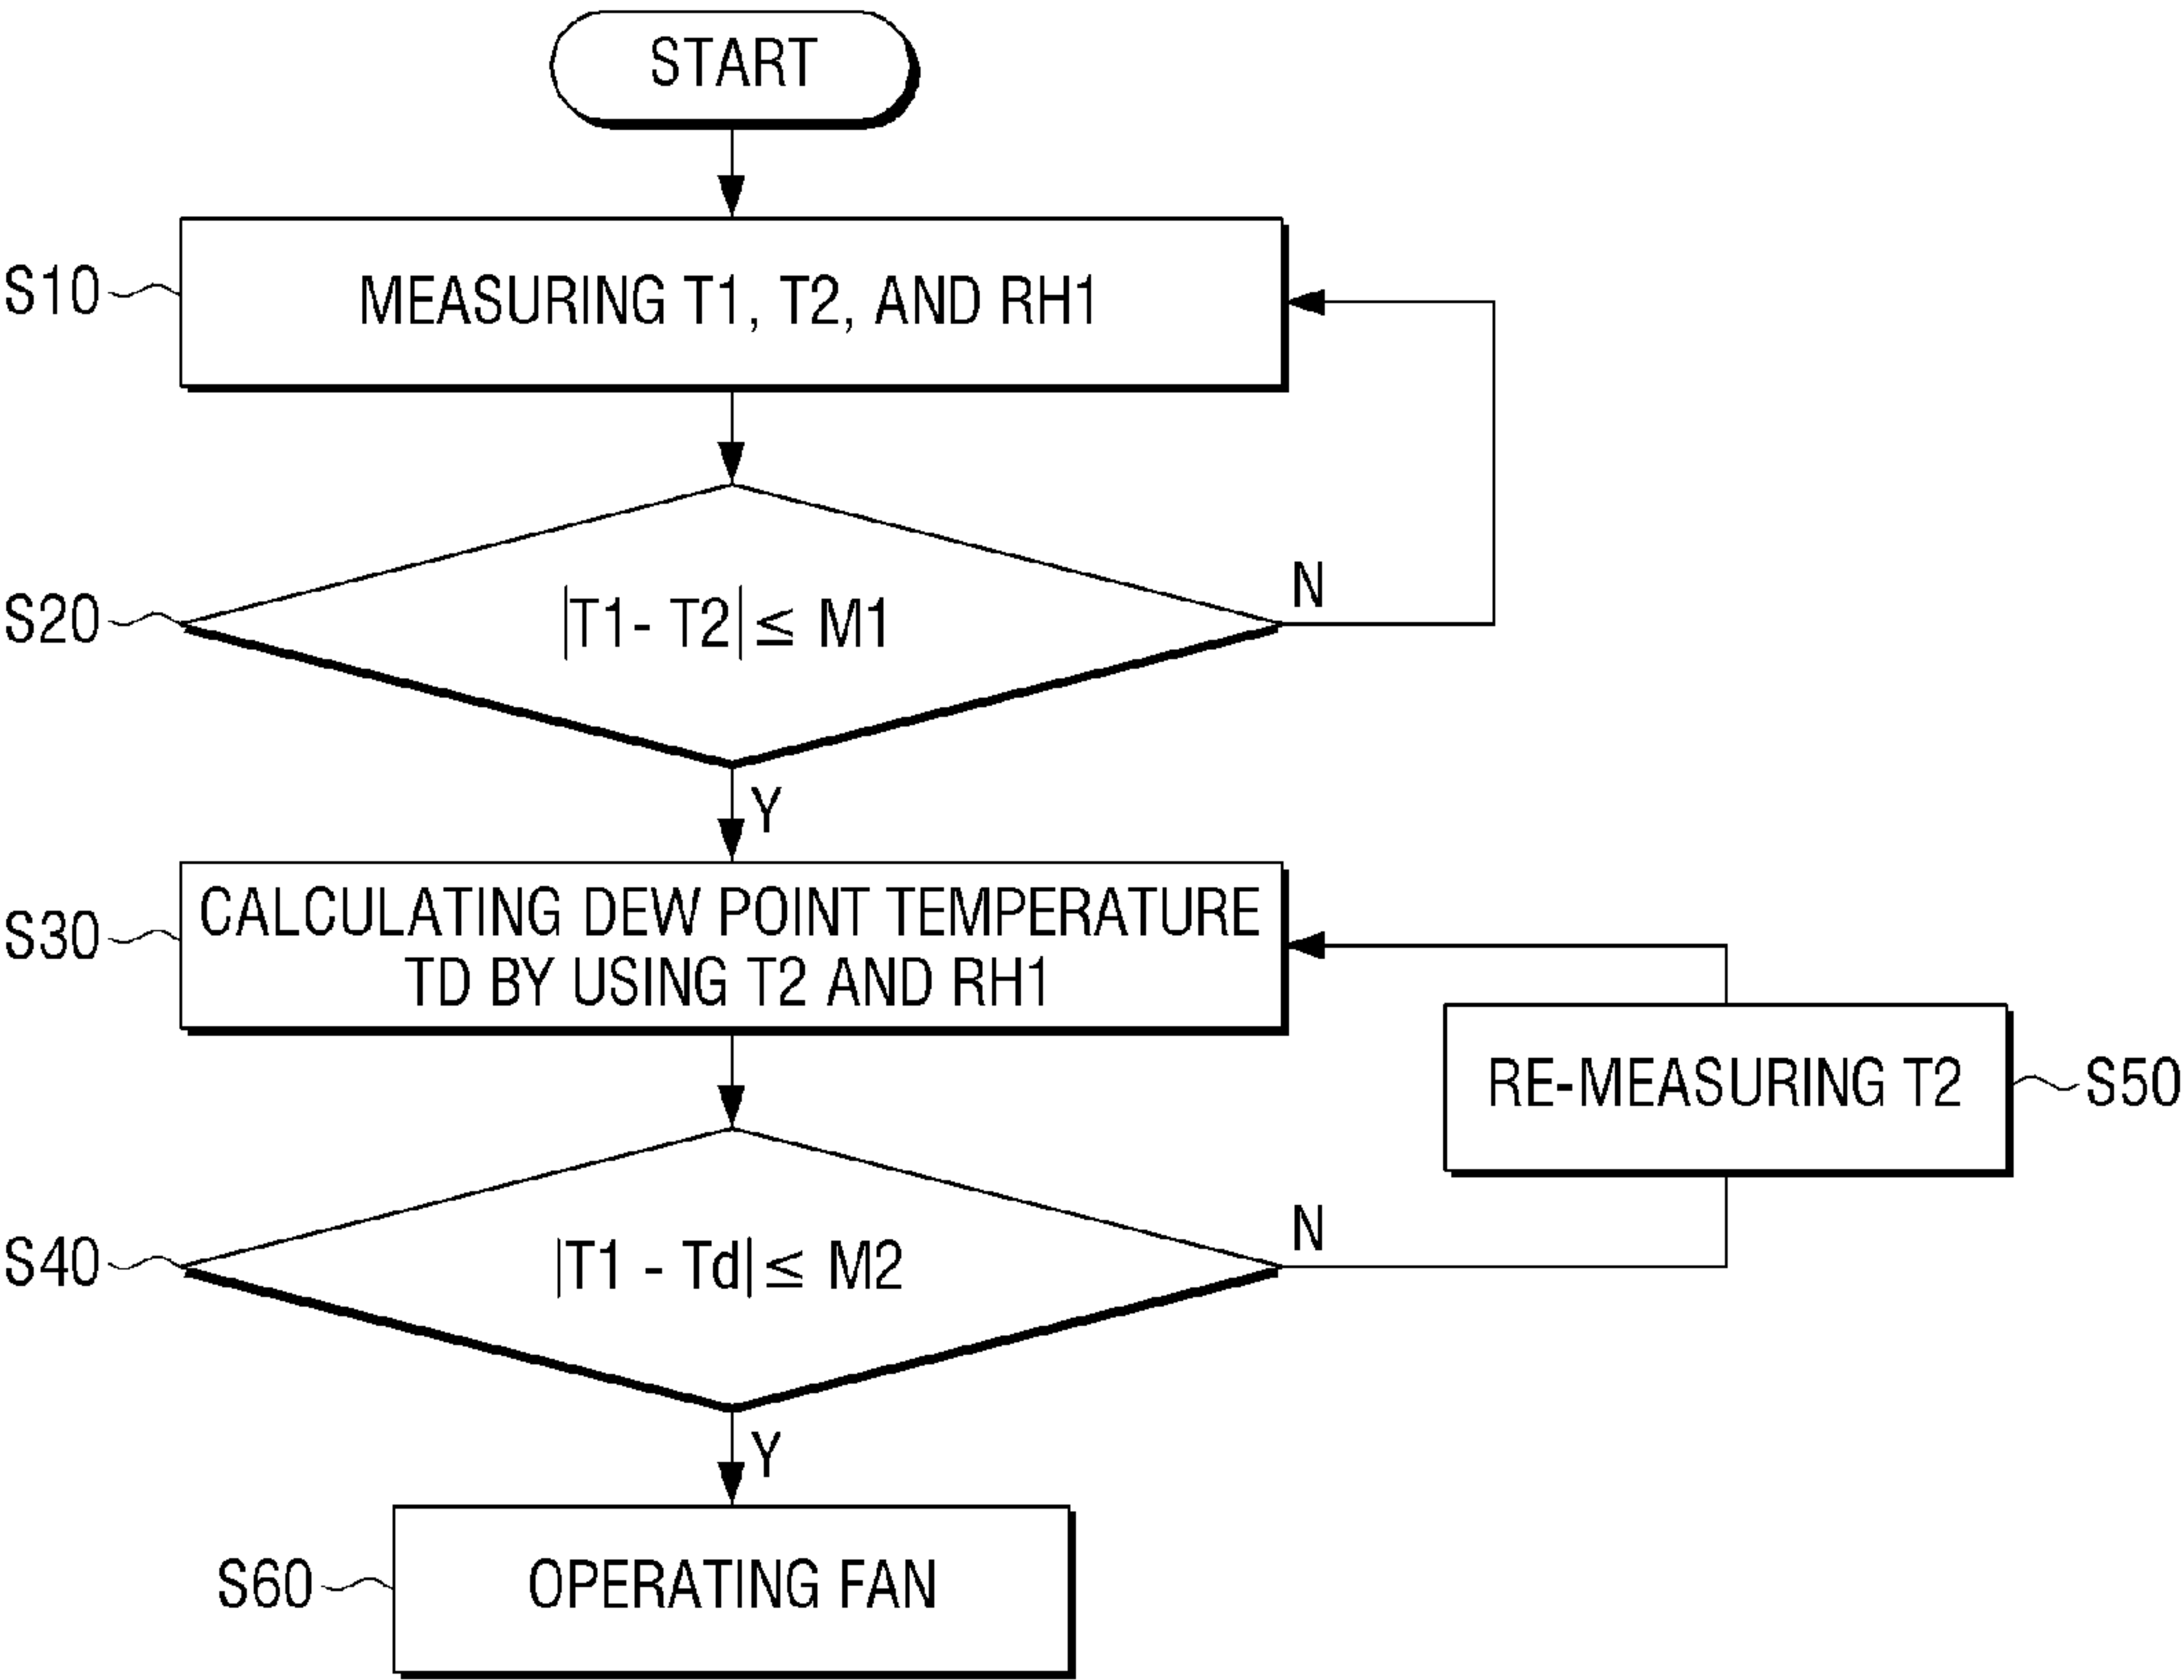 START
S10
MEASURING T1, T2, AND RH1
S20
|T1- T2| ≤ M1
N
Y
S30
CALCULATING DEW POINT TEMPERATURE
TD BY USING T2 AND RH1
RE-MEASURING T2
S50
S40
|T1 - Td| ≤ M2
N
Y
S60
OPERATING FAN